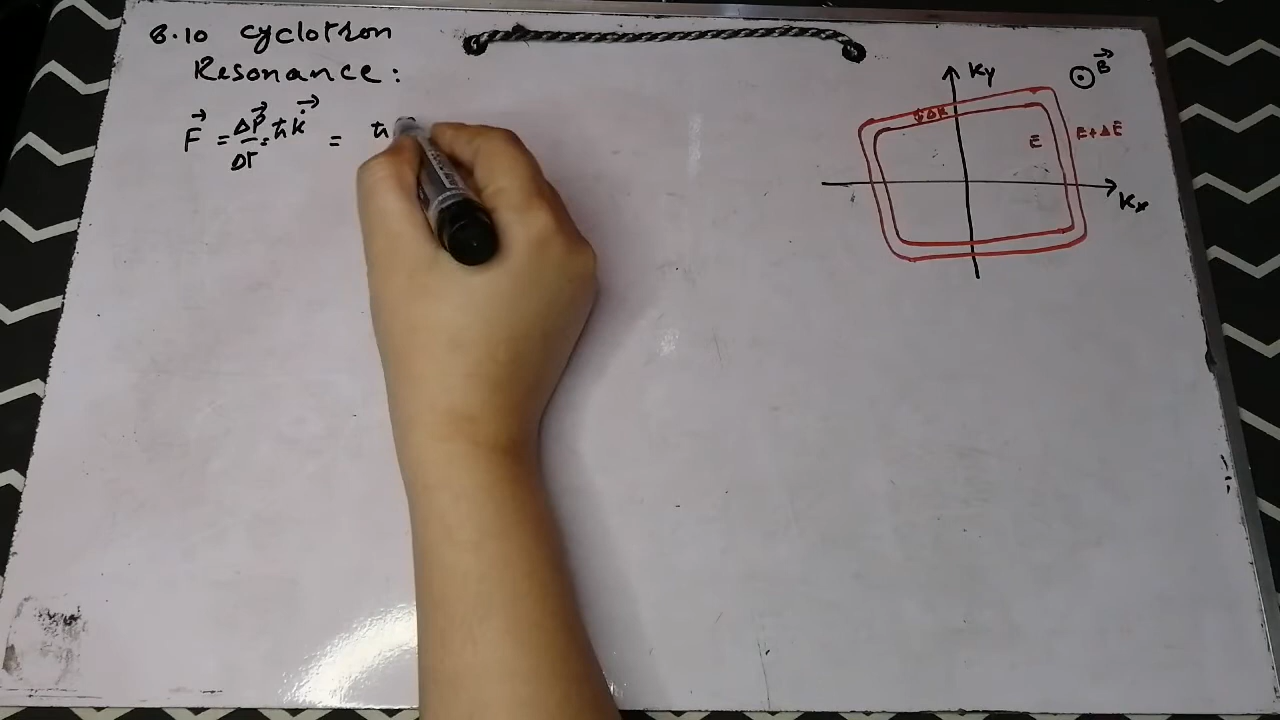 8.10 cyclotron
Resonance:
F⃗ = ΔP⃗/Δt = ħk̇⃗ = ħ
Ky
B⃗
ΔK
E
E+ΔE
Kx